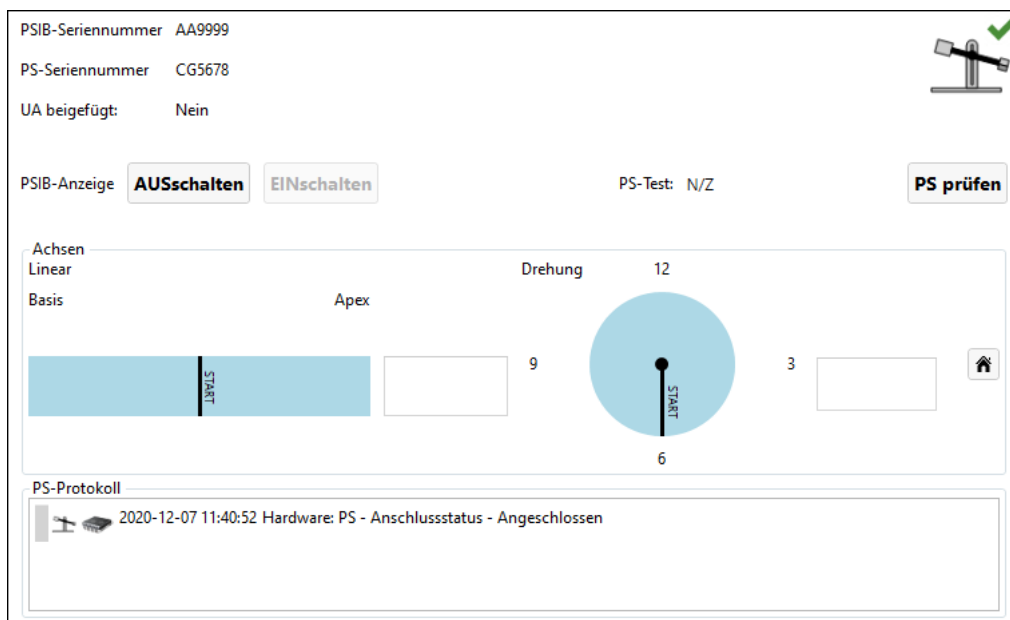 PSIB-Seriennummer AA9999
PS-Seriennummer CG5678
UA beigefügt: Nein
PSIB-Anzeige AUSschalten EINschalten PS-Test: N/Z PS prüfen
Achsen
Linear Drehung 12
Basis Apex
START 9 START 3
6
PS-Protokoll
2020-12-07 11:40:52 Hardware: PS - Anschlussstatus - Angeschlossen